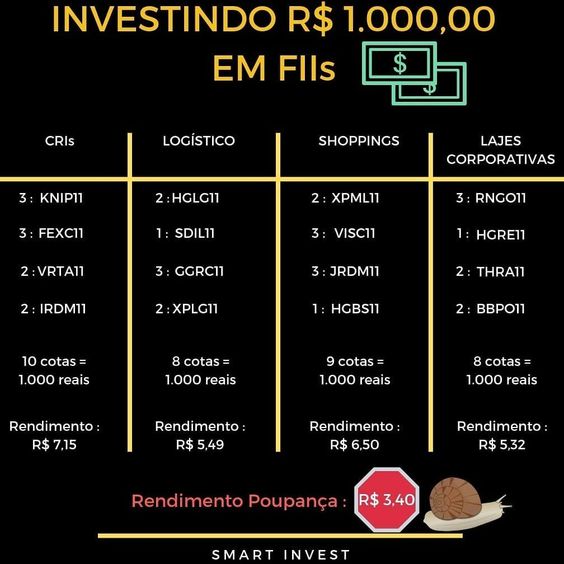 INVESTINDO R$ 1.000,00
EM FIIs
$
$
CRIs
3 : KNIP11
3 : FEXC11
2 : VRTA11
2 : IRDM11
10 cotas =
1.000 reais
Rendimento :
R$ 7,15
LOGÍSTICO
2 : HGLG11
1 : SDIL11
3 : GGRC11
2 : XPLG11
8 cotas =
1.000 reais
Rendimento :
R$ 5,49
SHOPPINGS
2 : XPML11
3 : VISC11
3 : JRDM11
1 : HGBS11
9 cotas =
1.000 reais
Rendimento :
R$ 6,50
LAJES
CORPORATIVAS
3 : RNGO11
1 : HGRE11
2 : THRA11
2 : BBPO11
8 cotas =
1.000 reais
Rendimento :
R$ 5,32
Rendimento Poupança : R$ 3,40
SMART INVEST